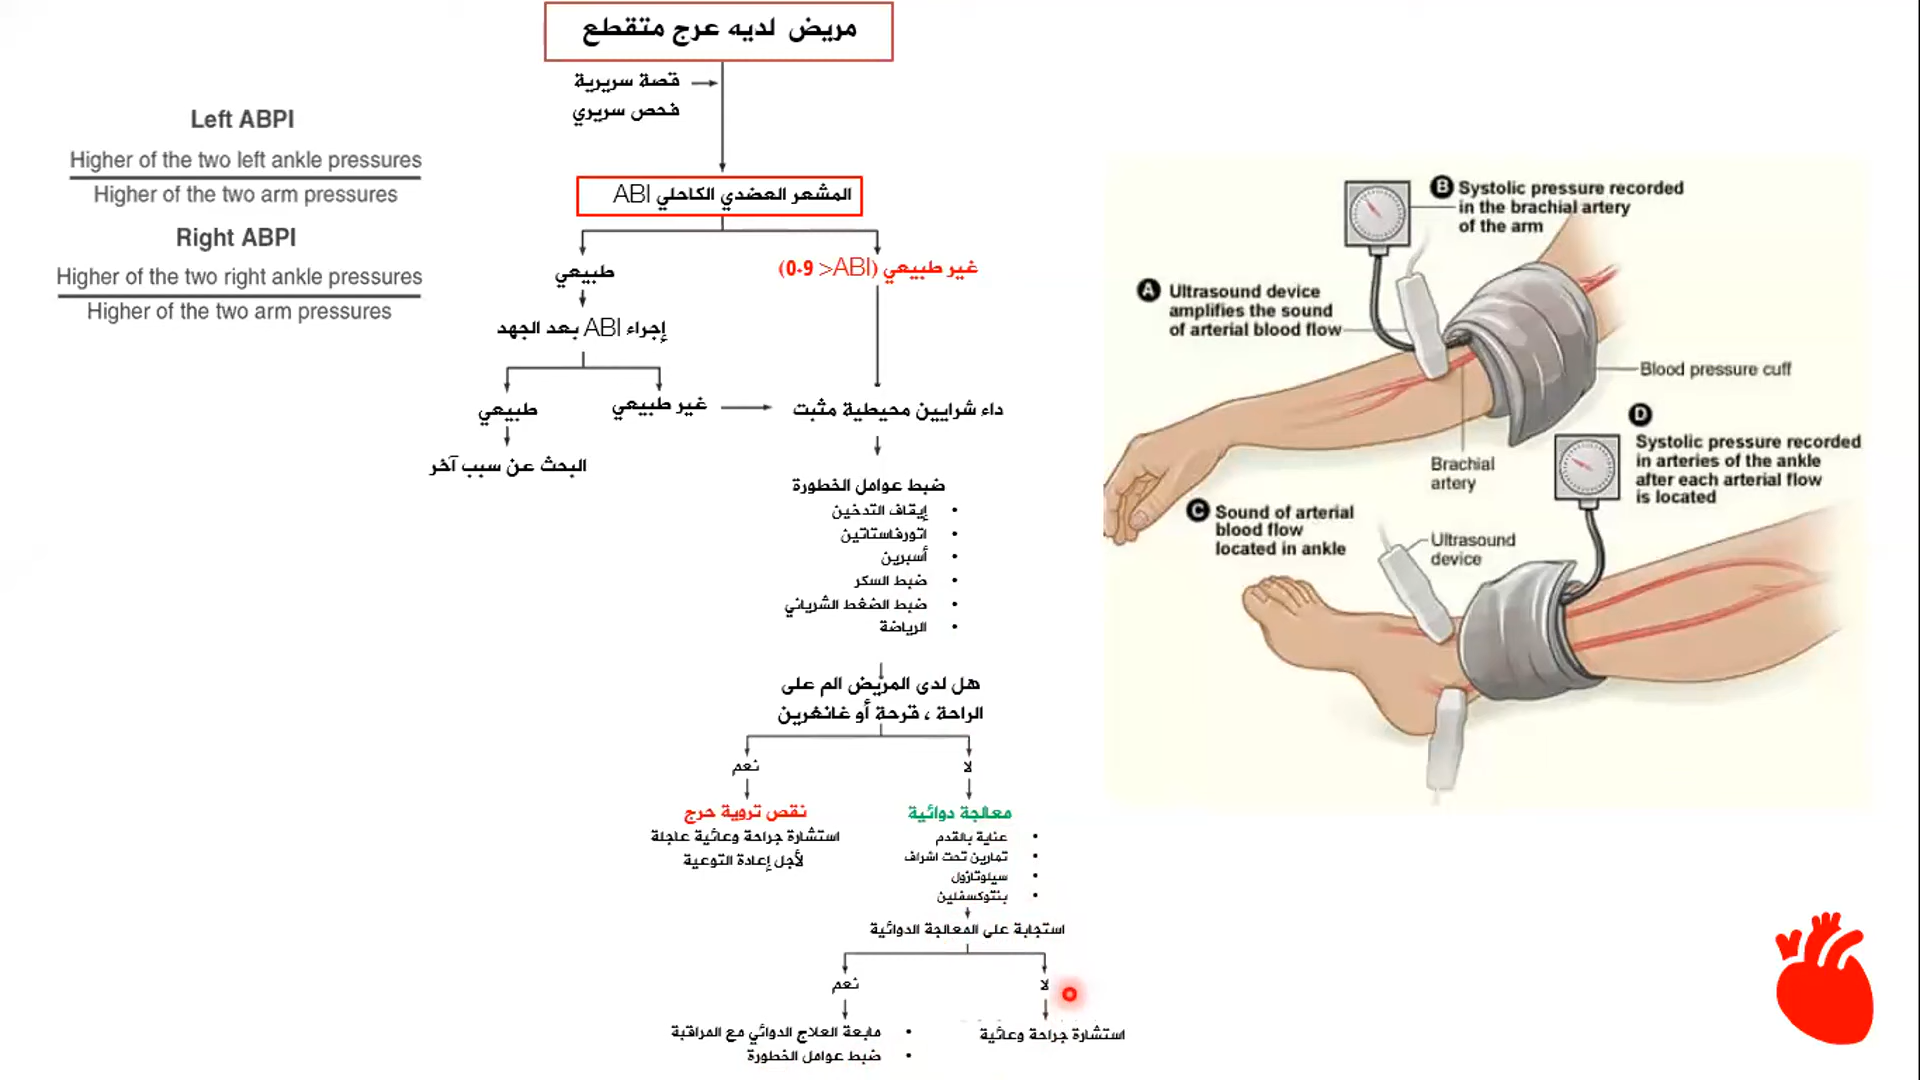 مريض لديه عرج متقطع
قصة سريرية
فحص سريري
Left ABPI
Higher of the two left ankle pressures
Higher of the two arm pressures
Right ABPI
Higher of the two right ankle pressures
Higher of the two arm pressures
المشعر العضدي الكاحلي ABI
طبيعي
غير طبيعي (ABI< 0.9)
إجراء ABI بعد الجهد
طبيعي
غير طبيعي
داء شرايين محيطية مثبت
البحث عن سبب آخر
ضبط عوامل الخطورة
• إيقاف التدخين
• اتورفاستاتين
• أسبرين
• ضبط السكر
• ضبط الضغط الشرياني
• الرياضة
هل لدى المريض الم على
الراحة ، قرحة أو غانغرين
نعم
لا
نقص تروية حرج
استشارة جراحة وعائية عاجلة
لأجل إعادة التوعية
معالجة دوائية
• عناية بالقدم
• تمارين تحت اشراف
• سيلوتازول
• بنتوكسفلين
استجابة على المعالجة الدوائية
نعم
لا
• مابعة العلاج الدوائي مع المراقبة
• ضبط عوامل الخطورة
استشارة جراحة وعائية
B Systolic pressure recorded
in the brachial artery
of the arm
A Ultrasound device
amplifies the sound
of arterial blood flow
Blood pressure cuff
Brachial
artery
D
Systolic pressure recorded
in arteries of the ankle
after each arterial flow
is located
C Sound of arterial
blood flow
located in ankle
Ultrasound
device